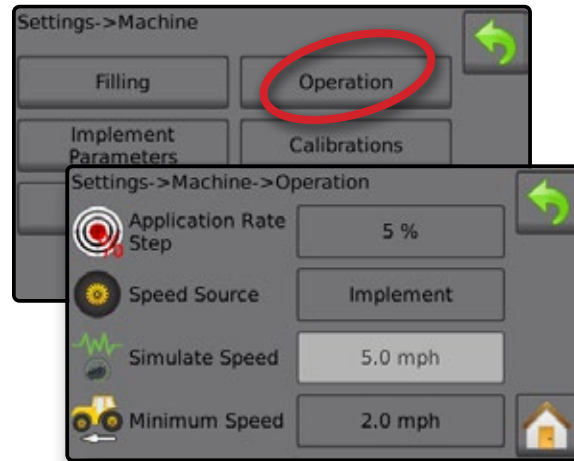 Settings->Machine
Filling
Operation
Implement
Parameters
Calibrations
Settings->Machine->Operation
Application Rate
Step
5 %
Speed Source
Implement
Simulate Speed
5.0 mph
Minimum Speed
2.0 mph